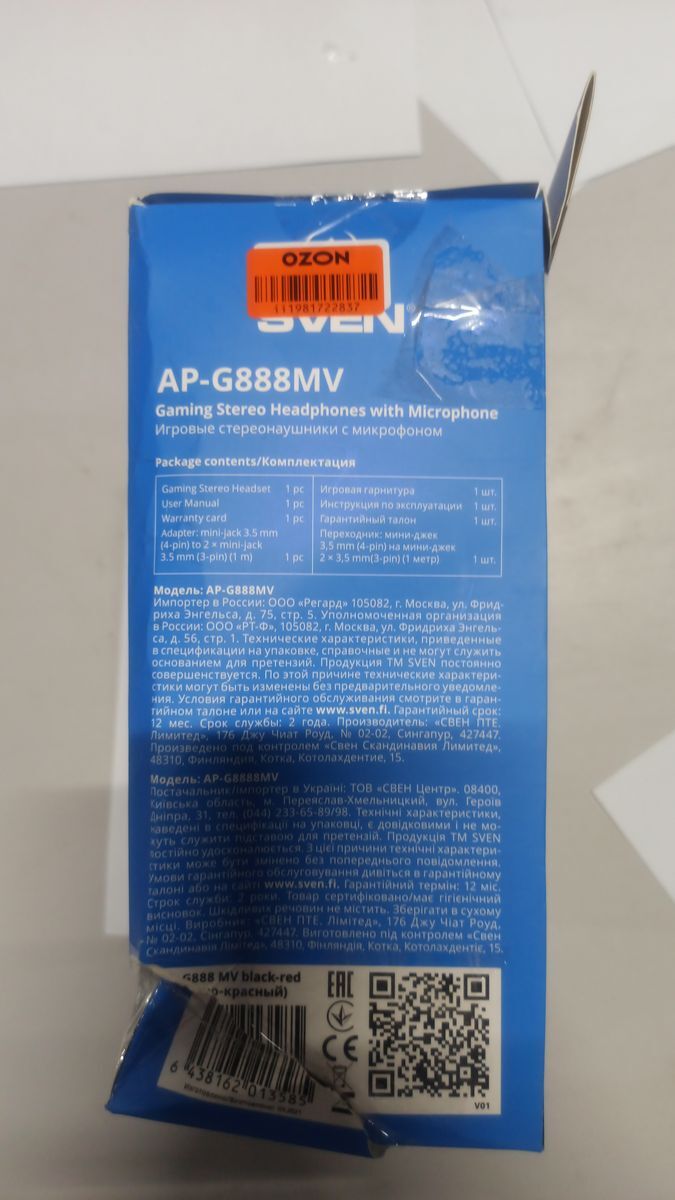 OZON
ii1981722837
SVEN
AP-G888MV
Gaming Stereo Headphones with Microphone
Игровые стереонаушники с микрофоном
Package contents/Комплектация
Gaming Stereo Headset 1 pc
User Manual 1 pc
Warranty card 1 pc
Adapter: mini-jack 3.5 mm
(4-pin) to 2 × mini-jack
3.5 mm (3-pin) (1 m) 1 pc
Игровая гарнитура 1 шт.
Инструкция по эксплуатации 1 шт.
Гарантийный талон 1 шт.
Переходник: мини-джек
3,5 mm (4-pin) на мини-джек
2 × 3,5 mm(3-pin) (1 метр) 1 шт.
Модель: AP-G888MV
Импортер в России: ООО «Регард» 105082, г. Москва, ул. Фрид-
риха Энгельса, д. 75, стр. 5. Уполномоченная организация
в России: ООО «РТ-Ф», 105082, г. Москва, ул. Фридриха Энгель-
са, д. 56, стр. 1. Технические характеристики, приведенные
в спецификации на упаковке, справочные и не могут служить
основанием для претензий. Продукция ТМ SVEN постоянно
совершенствуется. По этой причине технические характери-
стики могут быть изменены без предварительного уведомле-
ния. Условия гарантийного обслуживания смотрите в гаран-
тийном талоне или на сайте www.sven.fi. Гарантийный срок:
12 мес. Срок службы: 2 года. Производитель: «СВЕН ПТЕ.
Лимитед», 176 Джу Чиат Роуд, № 02-02, Сингапур, 427447.
Произведено под контролем «Свен Скандинавия Лимитед»,
48310, Финляндия, Котка, Котолахдентие, 15.
Модель: AP-G8888MV
Постачальник/імпортер в Україні: ТОВ «СВЕН Центр». 08400,
Київська область, м. Переяслав-Хмельницкий, вул. Героїв
Дніпра, 31, тел. (044) 233-65-89/98. Технічні характеристики,
наведені в специфікації на упаковці, є довідковими і не мо-
жуть служити підставою для претензій. Продукція ТМ SVEN
постійно удосконалюється. З цієї причини технічні характери-
стики може бути змінено без попереднього повідомлення.
Умови гарантійного обслуговування дивіться в гарантійному
талоні або на сайті www.sven.fi. Гарантійний термін: 12 міс.
Строк служби: 2 роки. Товар сертифіковано/має гігієнічний
висновок. Шкідливих речовин не містить. Зберігати в сухому
місці. Виробник: «СВЕН ПТЕ, Лімітед», 176 Джу Чіат Роуд,
№ 02-02, Сінгапур, 427447. Виготовлено під контролем «Свен
Скандинавія Лімітед», 48310, Фінляндія, Котка, Котолахдентіє, 15.
G888 MV black-red
-красный)
EAC
CE
6 438162 013585
Изготовлено/Виготовлено:
V01